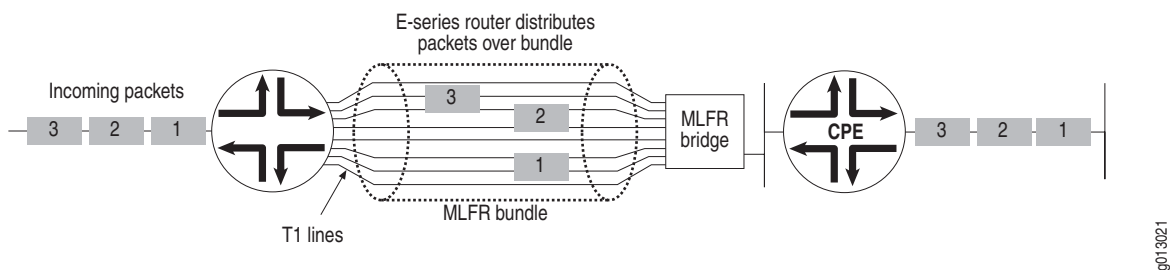 E-series router distributes
packets over bundle
Incoming packets
3 2 1
3
2
1
MLFR
bridge
CPE
3 2 1
MLFR bundle
T1 lines
g013021